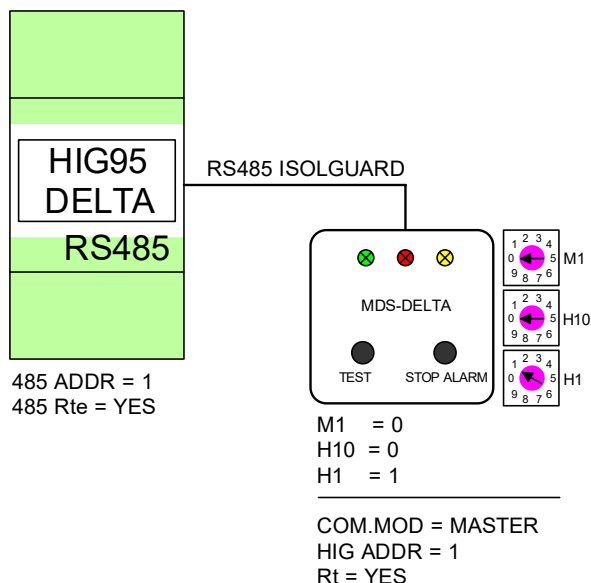 HIG95
DELTA
RS485
485 ADDR = 1
485 Rte = YES
RS485 ISOLGUARD
MDS-DELTA
TEST
STOP ALARM
0 1 2 3 4 5 6 7 8 9
M1
0 1 2 3 4 5 6 7 8 9
H10
0 1 2 3 4 5 6 7 8 9
H1
M1 = 0
H10 = 0
H1 = 1
COM.MOD = MASTER
HIG ADDR = 1
Rt = YES